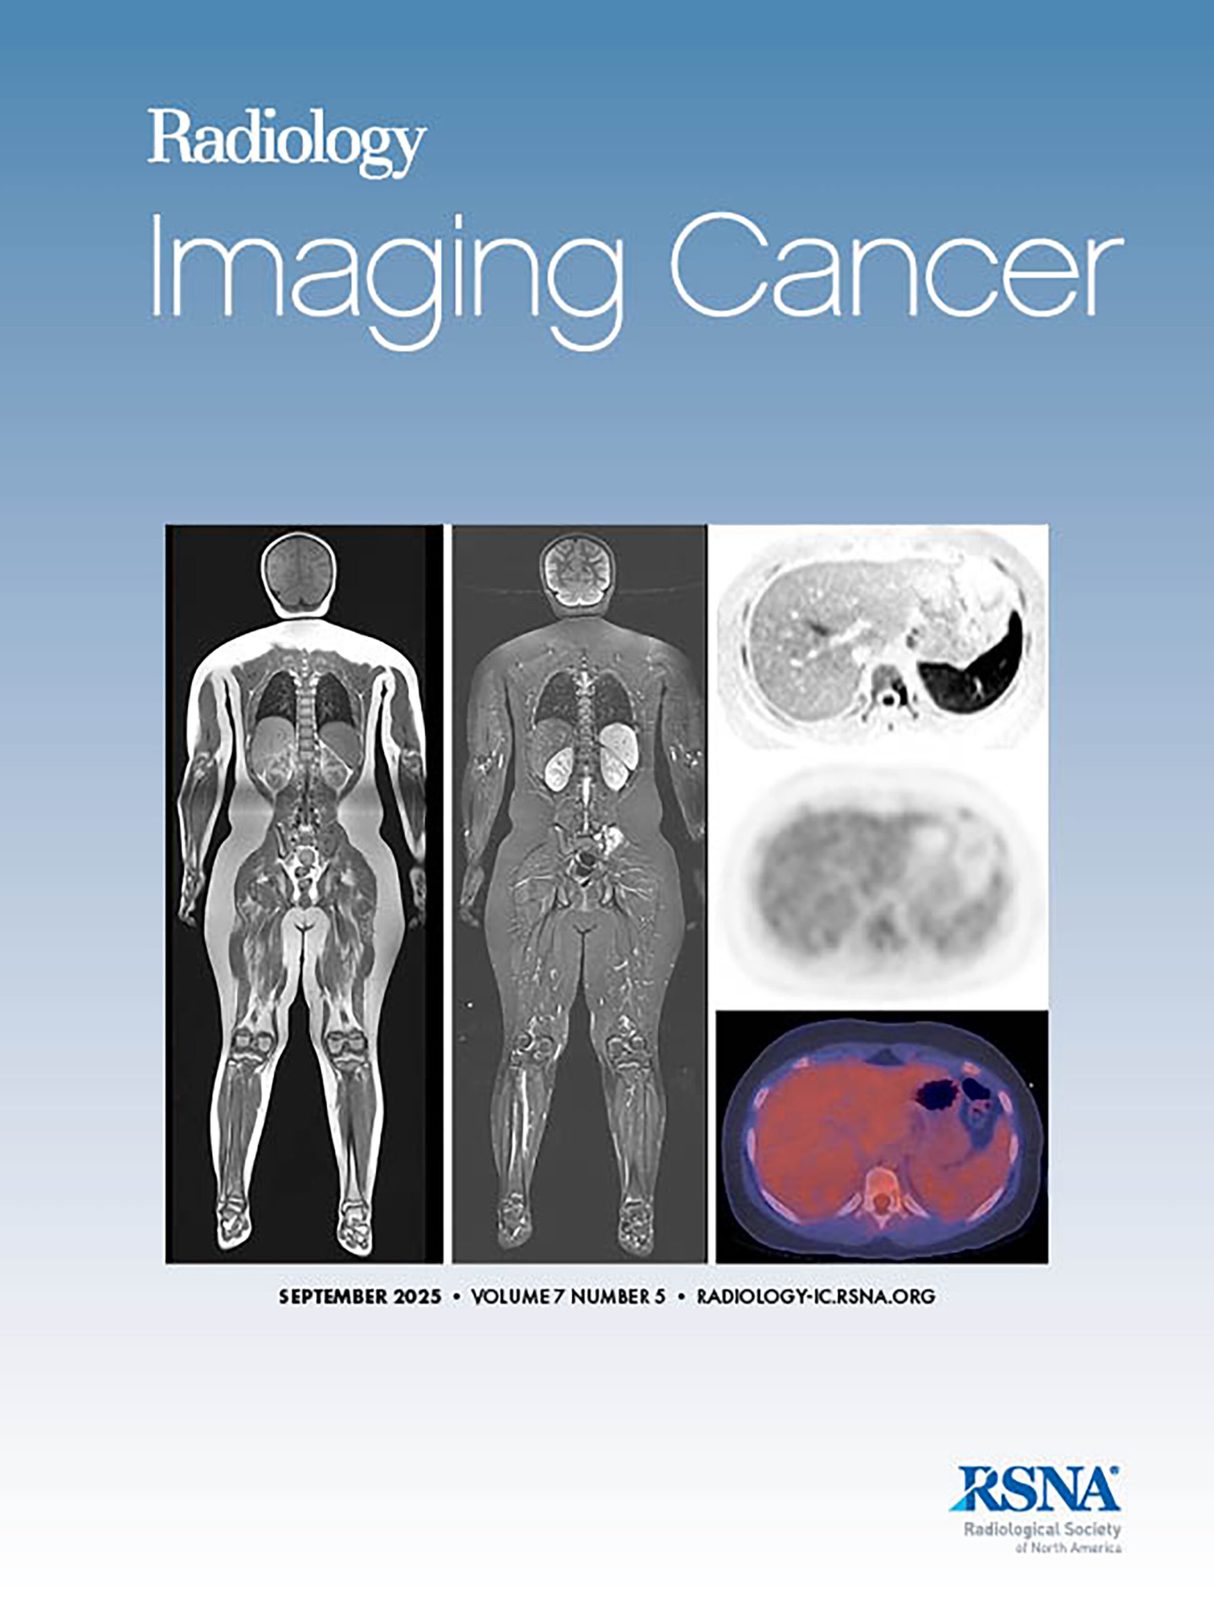 Radiology
Imaging Cancer
SEPTEMBER 2025 • VOLUME 7 NUMBER 5 • RADIOLOGY-IC.RSNA.ORG
RSNA®
Radiological Society
of North America